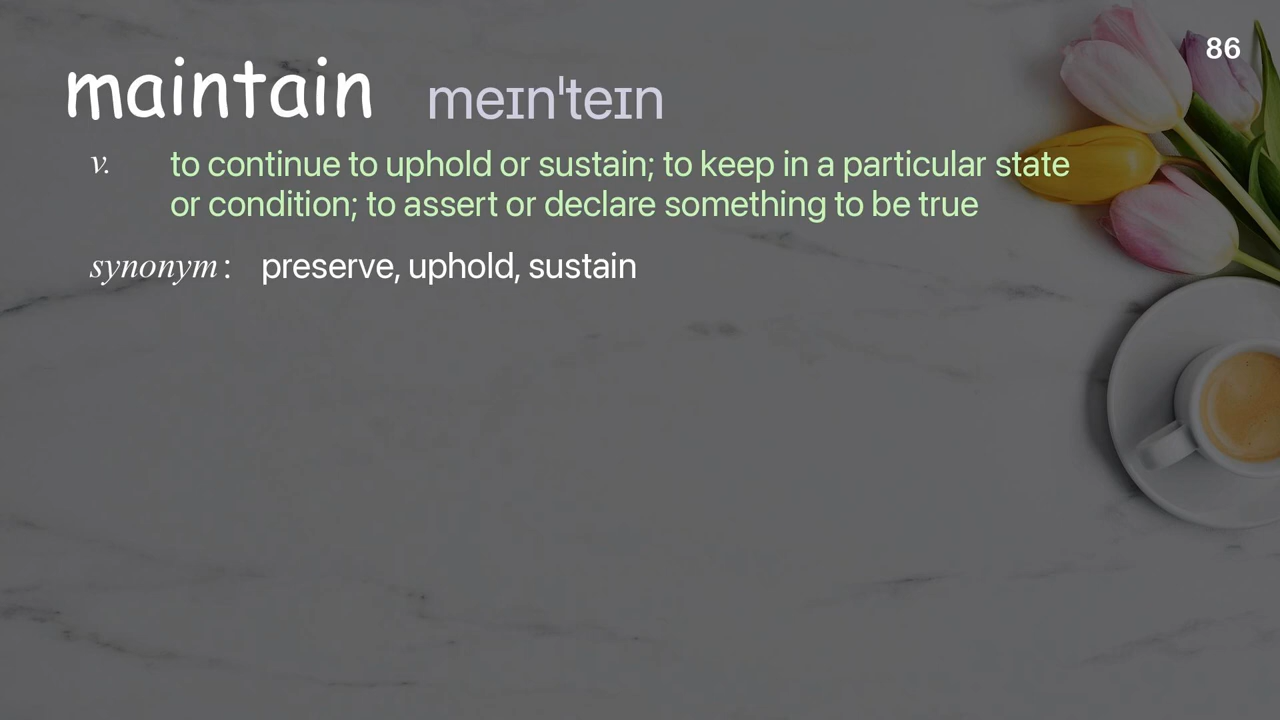 86
maintain meɪnˈteɪn
v. to continue to uphold or sustain; to keep in a particular state
or condition; to assert or declare something to be true
synonym : preserve, uphold, sustain